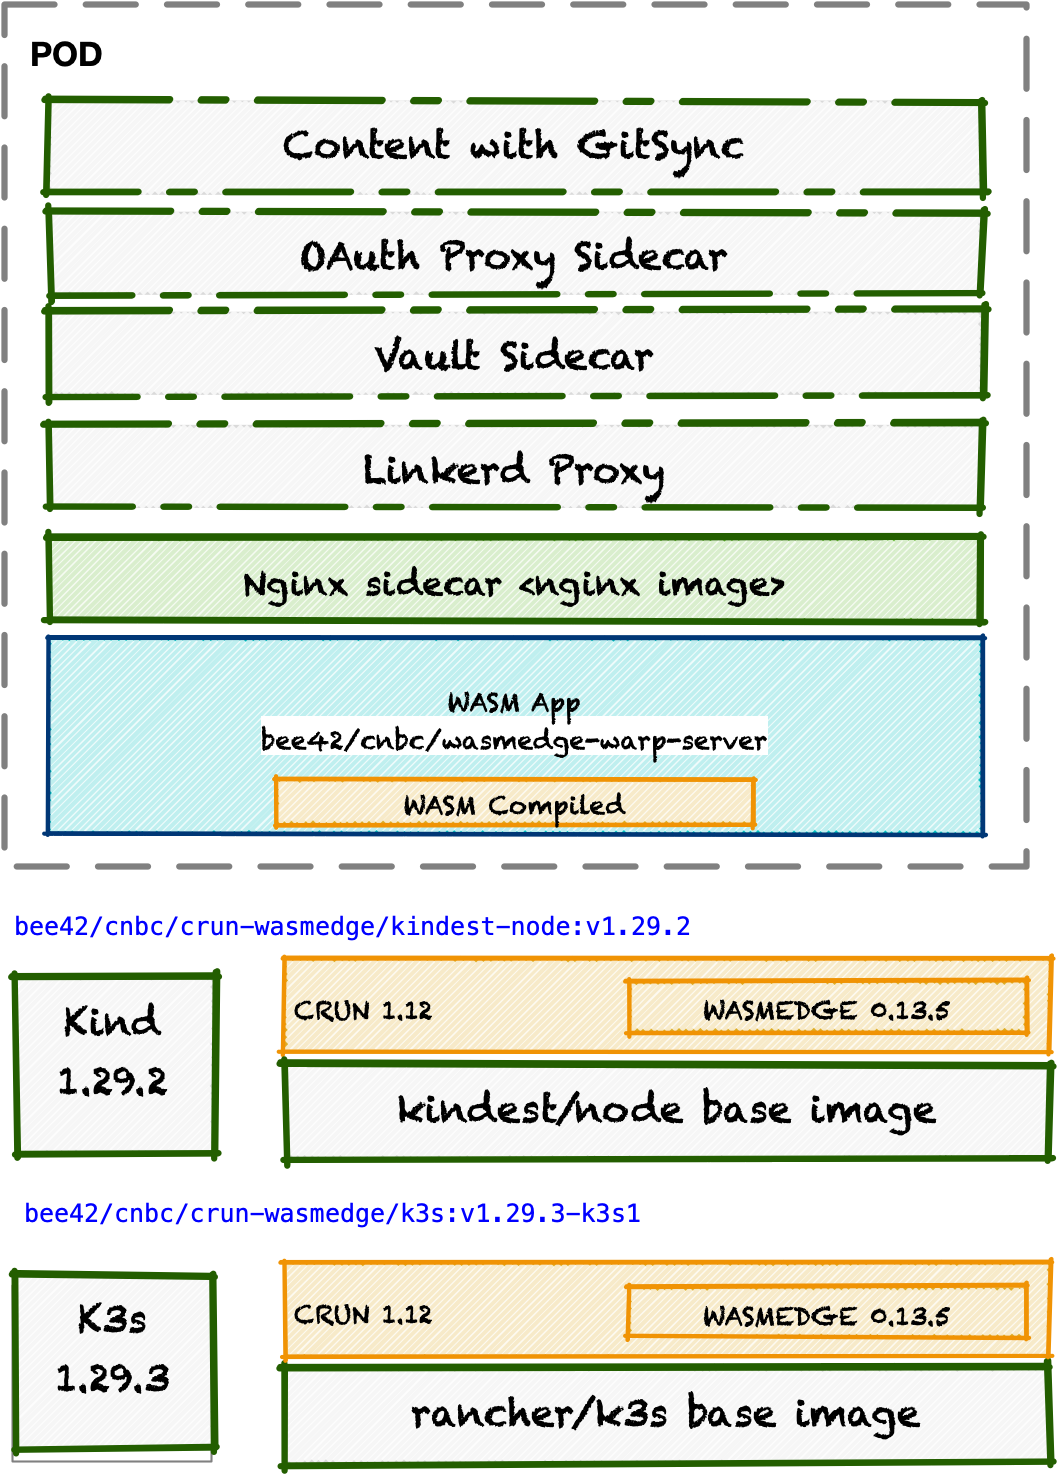 POD
Content with GitSync
OAuth Proxy Sidecar
Vault Sidecar
Linkerd Proxy
Nginx sidecar <nginx image>
WASM App
bee42/cnbc/wasmedge-warp-server
WASM Compiled
bee42/cnbc/crun-wasmedge/kindest-node:v1.29.2
Kind
1.29.2
CRUN 1.12
WASMEDGE 0.13.5
kindest/node base image
bee42/cnbc/crun-wasmedge/k3s:v1.29.3-k3s1
K3s
1.29.3
CRUN 1.12
WASMEDGE 0.13.5
rancher/k3s base image